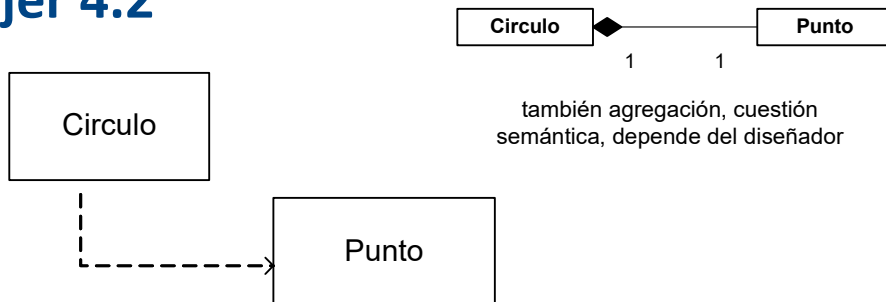 jer 4.2
Circulo
Punto
1
1
también agregación, cuestión
semántica, depende del diseñador
Circulo
Punto